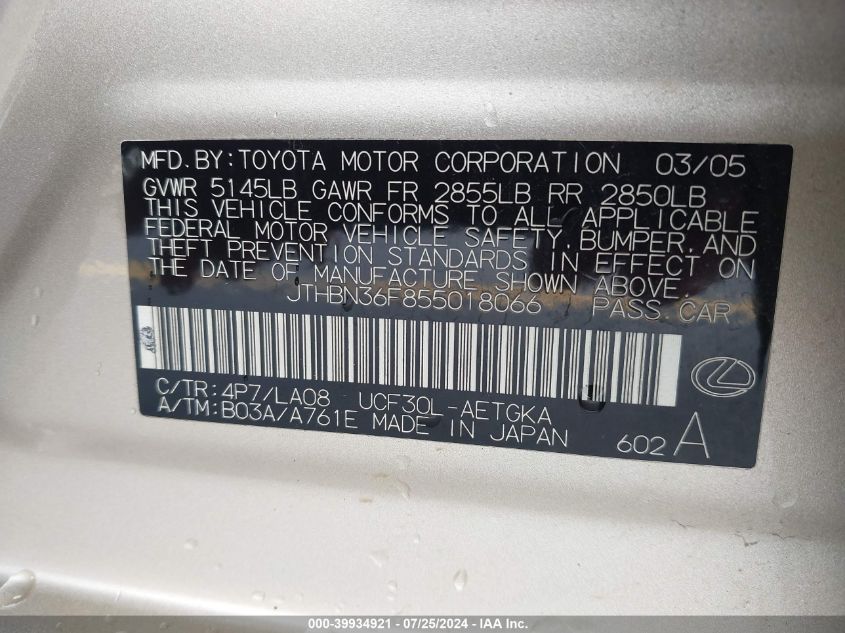 MFD. BY: TOYOTA MOTOR CORPORATION 03/05
GVWR 5145LB GAWR FR 2855LB RR 2850LB
THIS VEHICLE CONFORMS TO ALL APPLICABLE
FEDERAL MOTOR VEHICLE SAFETY, BUMPER, AND
THEFT PREVENTION STANDARDS IN EFFECT ON
THE DATE OF MANUFACTURE SHOWN ABOVE.
JTHBN36F855018066 PASS. CAR
C/TR: 4P7/LA08 UCF30L-AETGKA
A/TM: B03A/A761E MADE IN JAPAN 602 A
000-39934921 - 07/25/2024 - IAA Inc.